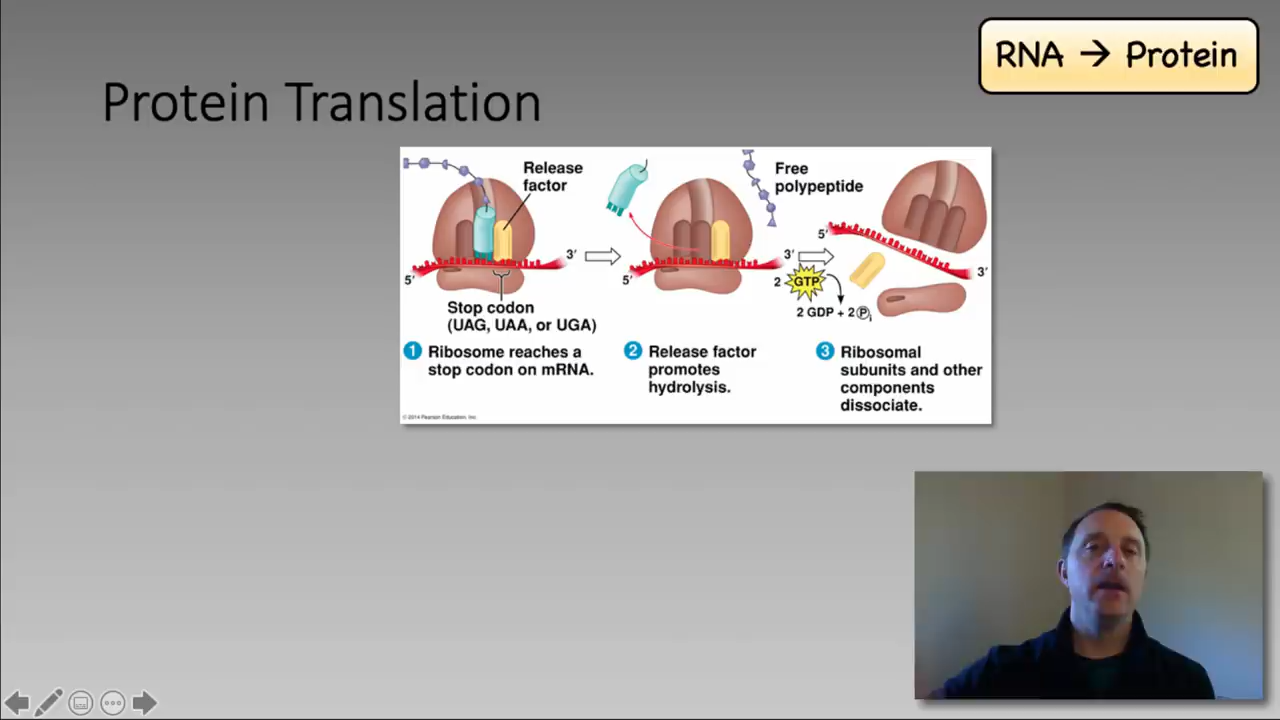 RNA → Protein
Protein Translation
Release
factor
Free
polypeptide
3′
5′
Stop codon
(UAG, UAA, or UGA)
3′
5′
2 GTP
2 GDP + 2 Pi
5′
3′
1 Ribosome reaches a
stop codon on mRNA.
2 Release factor
promotes
hydrolysis.
3 Ribosomal
subunits and other
components
dissociate.
© 2014 Pearson Education, Inc.